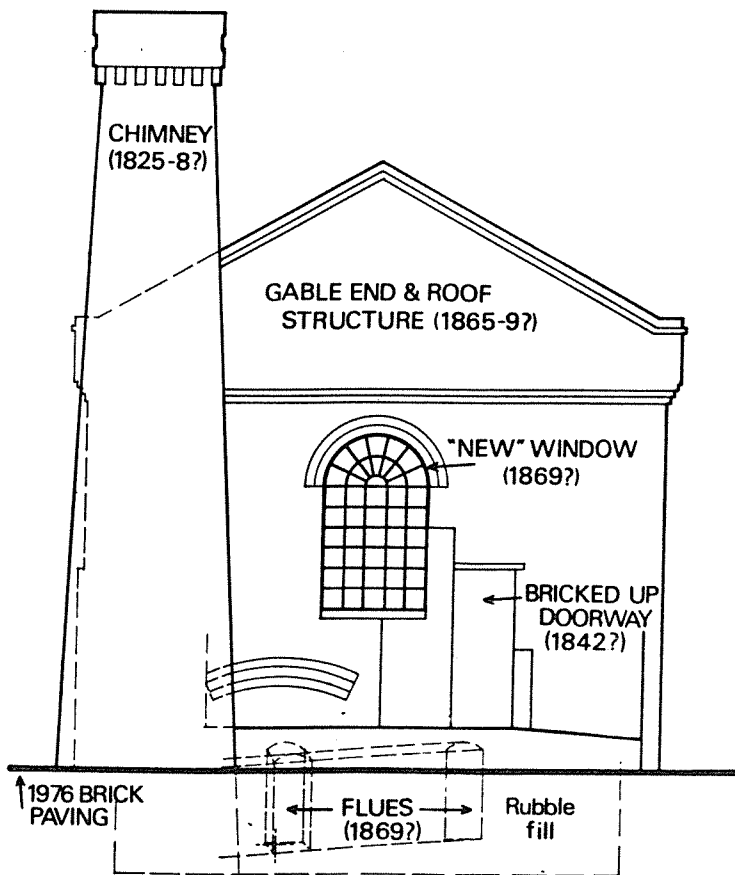 CHIMNEY
(1825-8?)
GABLE END & ROOF
STRUCTURE (1865-9?)
"NEW" WINDOW
(1869?)
BRICKED UP
DOORWAY
(1842?)
1976 BRICK
PAVING
FLUES
(1869?)
Rubble
fill